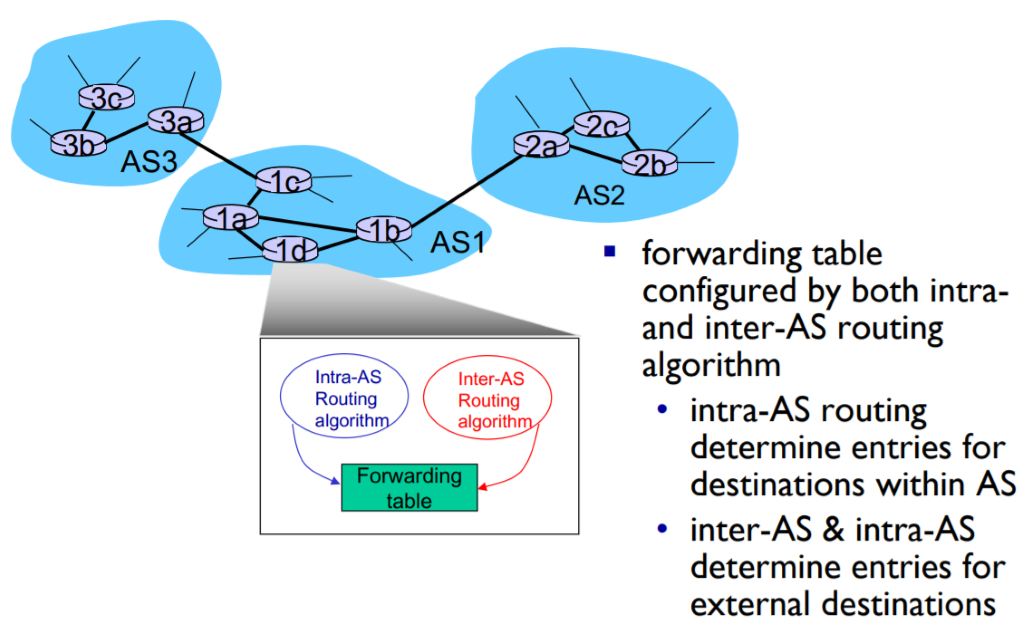 3c
3a
3b
AS3
2c
2a
2b
AS2
1c
1a
1b
1d
AS1
Intra-AS
Routing
algorithm
Inter-AS
Routing
algorithm
Forwarding
table
forwarding table
configured by both intra-
and inter-AS routing
algorithm
• intra-AS routing
determine entries for
destinations within AS
• inter-AS & intra-AS
determine entries for
external destinations